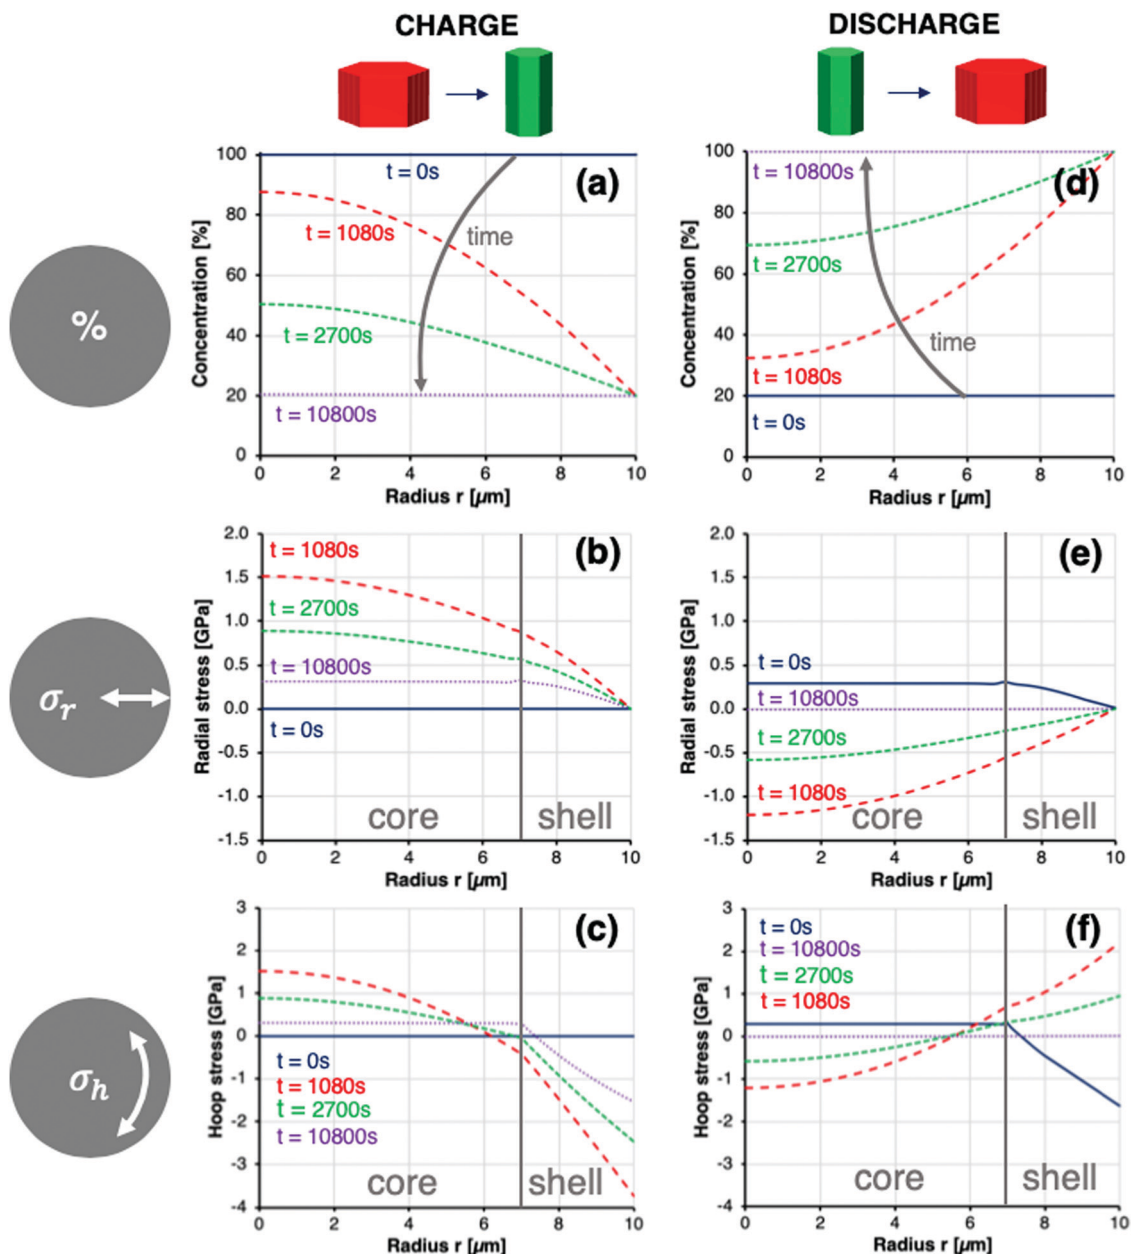 CHARGE
DISCHARGE
%
Concentration [%]
100
80
60
40
20
0
(a)
t = 0s
t = 1080s
time
t = 2700s
t = 10800s
0 2 4 6 8 10
Radius r [µm]
Concentration [%]
100
80
60
40
20
0
(d)
t = 10800s
t = 2700s
time
t = 1080s
t = 0s
0 2 4 6 8 10
Radius r [µm]
σr
Radial stress [GPa]
2.0
1.5
1.0
0.5
0.0
-0.5
-1.0
-1.5
(b)
t = 1080s
t = 2700s
t = 10800s
t = 0s
core shell
0 2 4 6 8 10
Radius r [µm]
Radial stress [GPa]
2.0
1.5
1.0
0.5
0.0
-0.5
-1.0
-1.5
(e)
t = 0s
t = 10800s
t = 2700s
t = 1080s
core shell
0 2 4 6 8 10
Radius r [µm]
σh
Hoop stress [GPa]
3
2
1
0
-1
-2
-3
-4
(c)
t = 0s
t = 1080s
t = 2700s
t = 10800s
core shell
0 2 4 6 8 10
Radius r [µm]
Hoop stress [GPa]
3
2
1
0
-1
-2
-3
-4
(f)
t = 0s
t = 10800s
t = 2700s
t = 1080s
core shell
0 2 4 6 8 10
Radius r [µm]